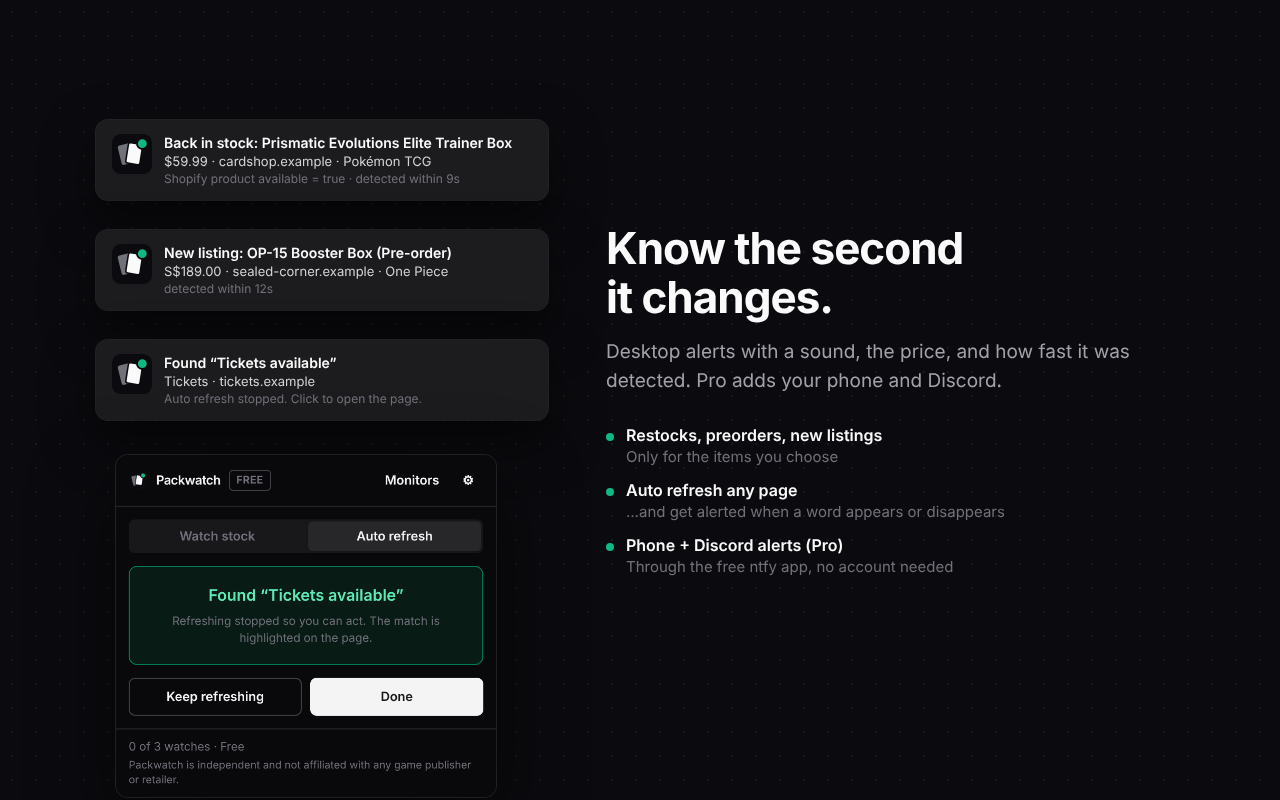 Back in stock: Prismatic Evolutions Elite Trainer Box
$59.99 · cardshop.example · Pokémon TCG
Shopify product available = true · detected within 9s
New listing: OP-15 Booster Box (Pre-order)
S$189.00 · sealed-corner.example · One Piece
detected within 12s
Found “Tickets available”
Tickets · tickets.example
Auto refresh stopped. Click to open the page.
Packwatch FREE Monitors ⚙
Watch stock Auto refresh
Found “Tickets available”
Refreshing stopped so you can act. The match is
highlighted on the page.
Keep refreshing Done
0 of 3 watches · Free
Packwatch is independent and not affiliated with any game publisher
or retailer.
Know the second
it changes.
Desktop alerts with a sound, the price, and how fast it was
detected. Pro adds your phone and Discord.
Restocks, preorders, new listings
Only for the items you choose
Auto refresh any page
…and get alerted when a word appears or disappears
Phone + Discord alerts (Pro)
Through the free ntfy app, no account needed